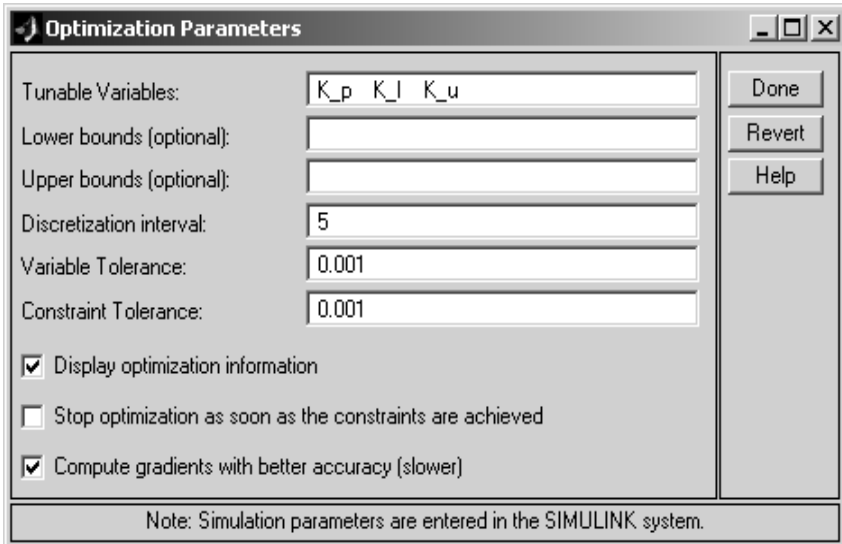 Optimization Parameters
Tunable Variables: K_p K_I K_u
Lower bounds (optional):
Upper bounds (optional):
Discretization interval: 5
Variable Tolerance: 0.001
Constraint Tolerance: 0.001
Display optimization information
Stop optimization as soon as the constraints are achieved
Compute gradients with better accuracy (slower)
Done
Revert
Help
Note: Simulation parameters are entered in the SIMULINK system.